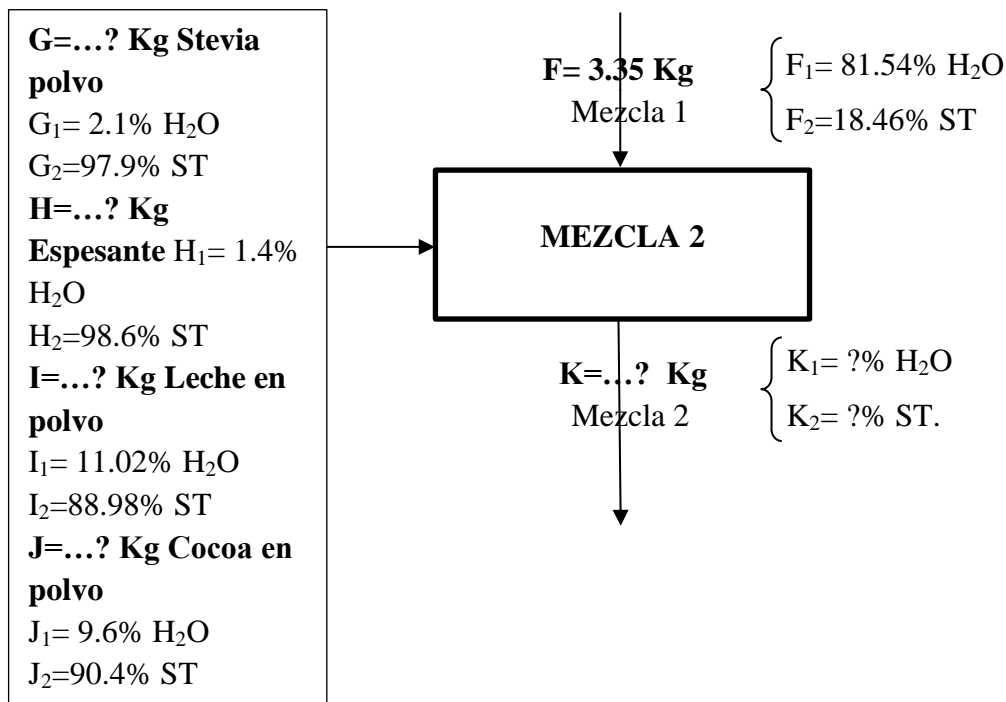 G=…? Kg Stevia
polvo
G₁= 2.1% H₂O
G₂=97.9% ST
H=…? Kg
Espesante H₁= 1.4%
H₂O
H₂=98.6% ST
I=…? Kg Leche en
polvo
I₁= 11.02% H₂O
I₂=88.98% ST
J=…? Kg Cocoa en
polvo
J₁= 9.6% H₂O
J₂=90.4% ST
F= 3.35 Kg
Mezcla 1
F₁= 81.54% H₂O
F₂=18.46% ST
MEZCLA 2
K=…? Kg
Mezcla 2
K₁= ?% H₂O
K₂= ?% ST.